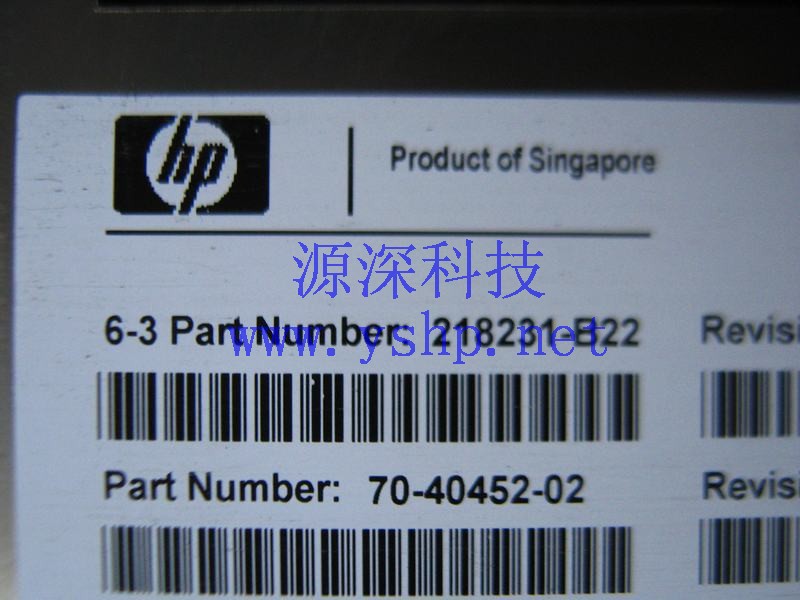 hp
Product of Singapore
源深科技
6-3 Part Number: 218231-B22 Revisi
www.yshp.net
Part Number: 70-40452-02 Revisi